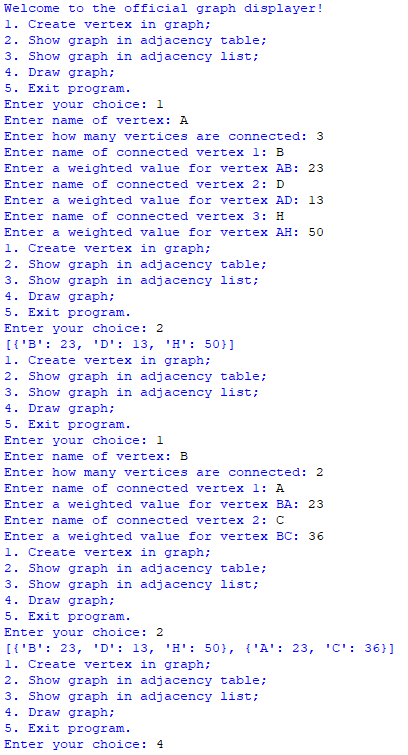 Welcome to the official graph displayer!
1. Create vertex in graph;
2. Show graph in adjacency table;
3. Show graph in adjacency list;
4. Draw graph;
5. Exit program.
Enter your choice: 1
Enter name of vertex: A
Enter how many vertices are connected: 3
Enter name of connected vertex 1: B
Enter a weighted value for vertex AB: 23
Enter name of connected vertex 2: D
Enter a weighted value for vertex AD: 13
Enter name of connected vertex 3: H
Enter a weighted value for vertex AH: 50
1. Create vertex in graph;
2. Show graph in adjacency table;
3. Show graph in adjacency list;
4. Draw graph;
5. Exit program.
Enter your choice: 2
[{'B': 23, 'D': 13, 'H': 50}]
1. Create vertex in graph;
2. Show graph in adjacency table;
3. Show graph in adjacency list;
4. Draw graph;
5. Exit program.
Enter your choice: 1
Enter name of vertex: B
Enter how many vertices are connected: 2
Enter name of connected vertex 1: A
Enter a weighted value for vertex BA: 23
Enter name of connected vertex 2: C
Enter a weighted value for vertex BC: 36
1. Create vertex in graph;
2. Show graph in adjacency table;
3. Show graph in adjacency list;
4. Draw graph;
5. Exit program.
Enter your choice: 2
[{'B': 23, 'D': 13, 'H': 50}, {'A': 23, 'C': 36}]
1. Create vertex in graph;
2. Show graph in adjacency table;
3. Show graph in adjacency list;
4. Draw graph;
5. Exit program.
Enter your choice: 4